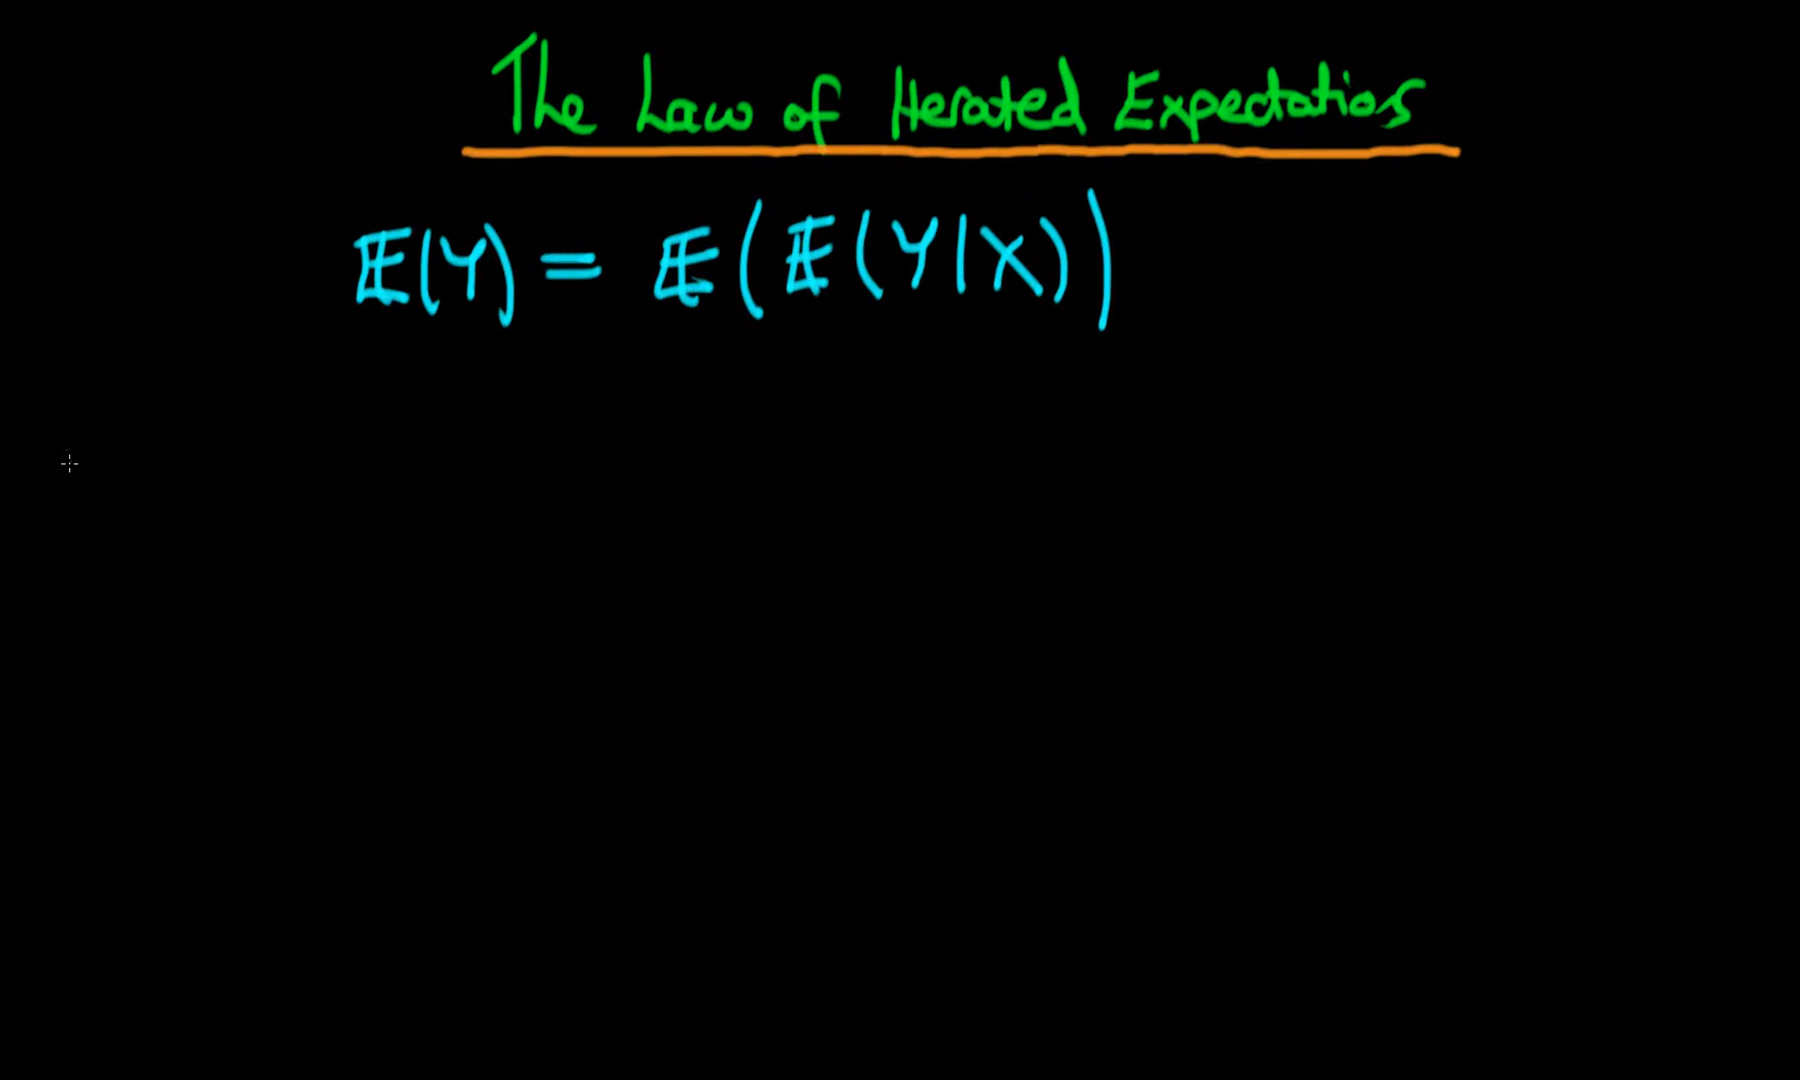 The Law of Iterated Expectations
𝔼(Y) = 𝔼(𝔼(Y|X))